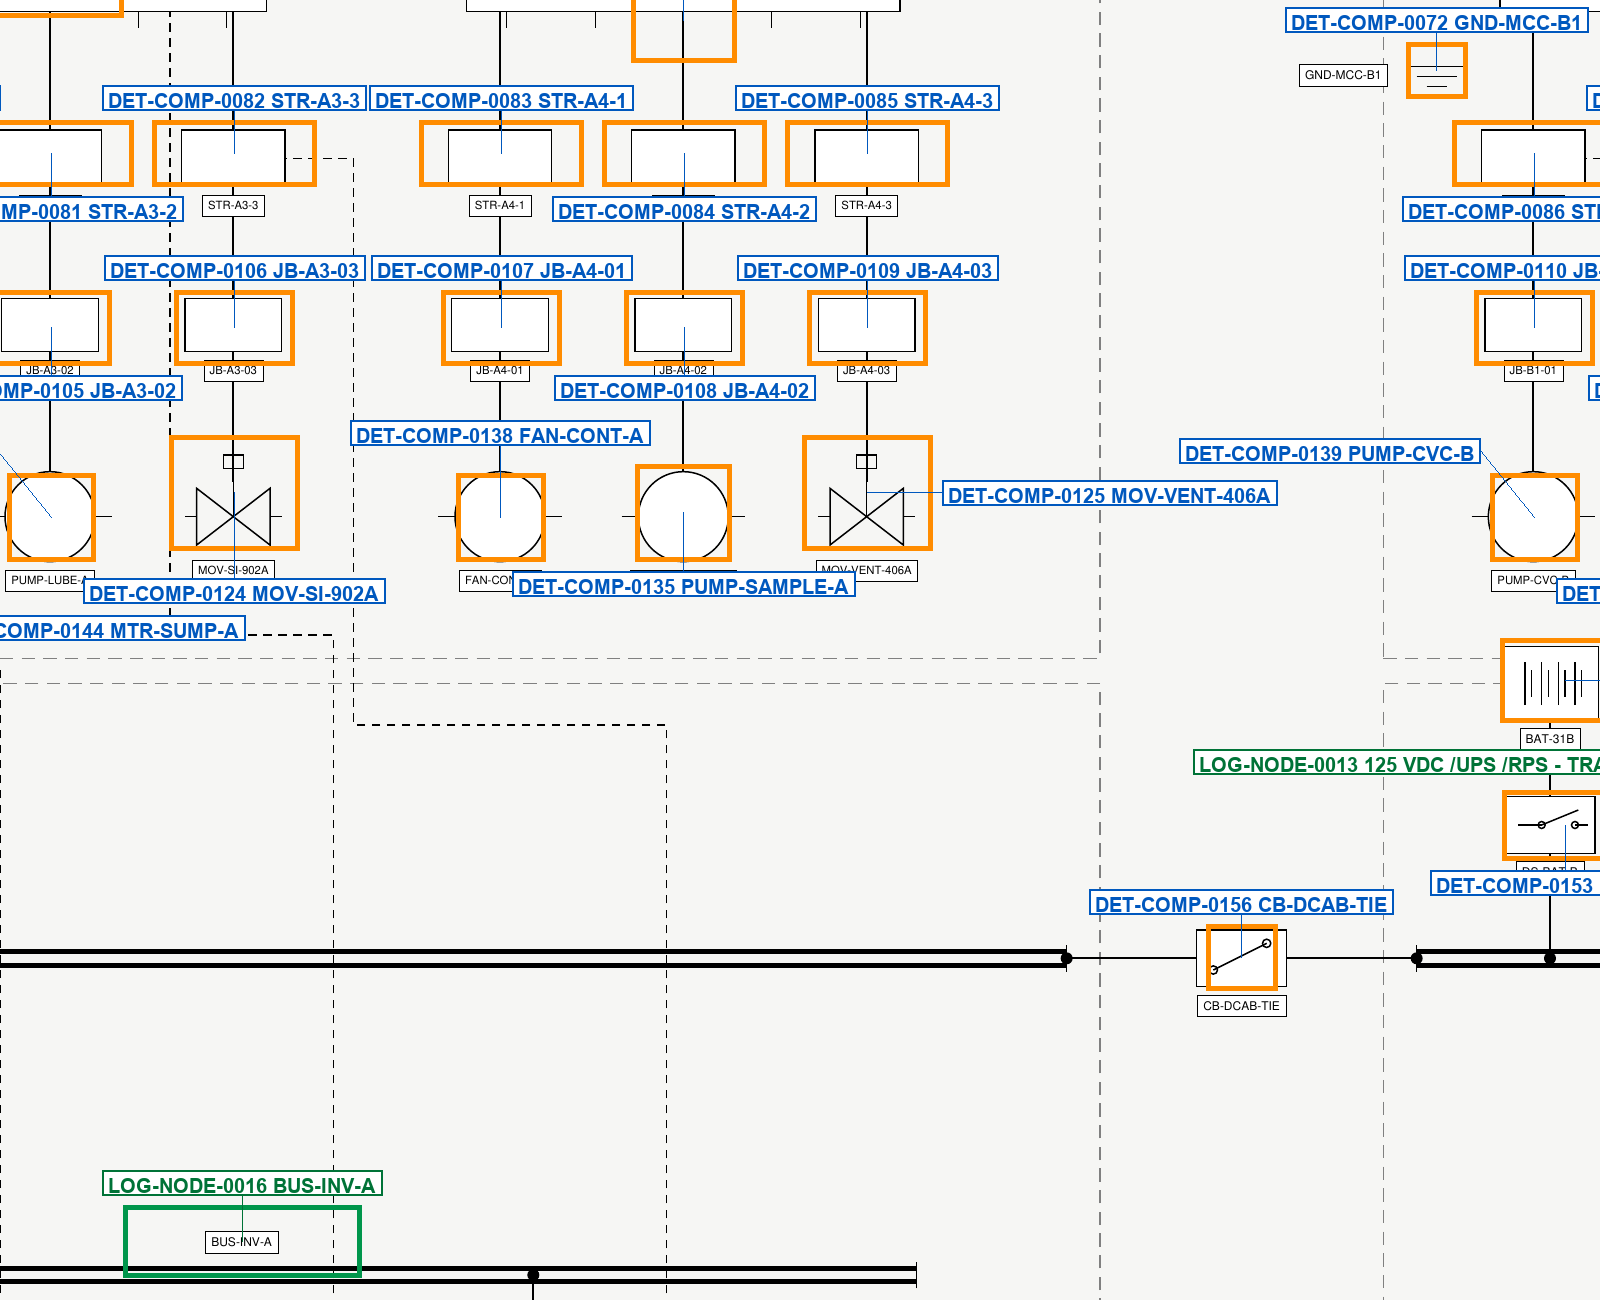 DET-COMP-0072 GND-MCC-B1
GND-MCC-B1
DET-COMP-0082 STR-A3-3
DET-COMP-0083 STR-A4-1
DET-COMP-0085 STR-A4-3
STR-A3-3
STR-A4-1
STR-A4-3
MP-0081 STR-A3-2
DET-COMP-0084 STR-A4-2
DET-COMP-0086 STR
DET-COMP-0106 JB-A3-03
DET-COMP-0107 JB-A4-01
DET-COMP-0109 JB-A4-03
DET-COMP-0110 JB-
JB-A3-02
JB-A3-03
JB-A4-01
JB-A4-02
JB-A4-03
JB-B1-01
MP-0105 JB-A3-02
DET-COMP-0108 JB-A4-02
DET-COMP-0138 FAN-CONT-A
DET-COMP-0139 PUMP-CVC-B
DET-COMP-0125 MOV-VENT-406A
MOV-SI-902A
MOV-VENT-406A
PUMP-LUBE-A
FAN-CON
PUMP-CVC-B
DET-COMP-0124 MOV-SI-902A
DET-COMP-0135 PUMP-SAMPLE-A
DET
COMP-0144 MTR-SUMP-A
BAT-31B
LOG-NODE-0013 125 VDC /UPS /RPS - TRA
DET-COMP-0153
DET-COMP-0156 CB-DCAB-TIE
CB-DCAB-TIE
LOG-NODE-0016 BUS-INV-A
BUS-INV-A